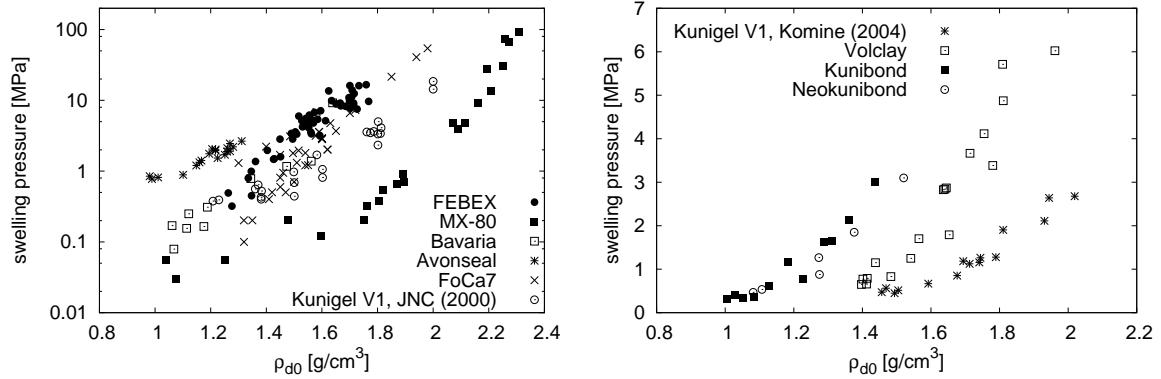 100
10
1
0.1
0.01
swelling pressure [MPa]
0.8 1 1.2 1.4 1.6 1.8 2 2.2 2.4
ρd0 [g/cm3]
FEBEX
MX-80
Bavaria
Avonseal
FoCa7
Kunigel V1, JNC (2000)
7
6
5
4
3
2
1
0
swelling pressure [MPa]
0.8 1 1.2 1.4 1.6 1.8 2 2.2
ρd0 [g/cm3]
Kunigel V1, Komine (2004)
Volclay
Kunibond
Neokunibond